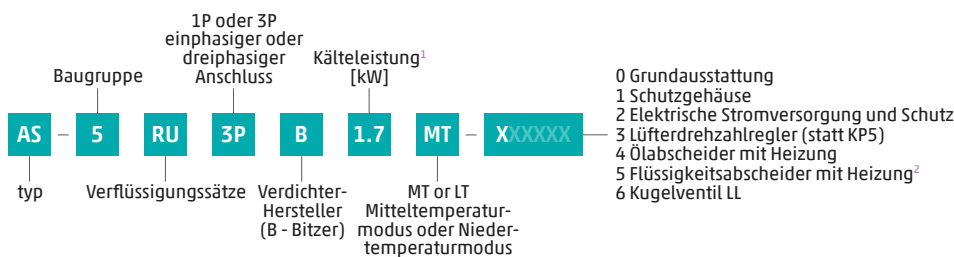 1P oder 3P
einphasiger oder
dreiphasiger
Anschluss
Kälteleistung¹
[kW]
Baugruppe
0 Grundausstattung
1 Schutzgehäuse
2 Elektrische Stromversorgung und Schutz
3 Lüfterdrehzahlregler (statt KP5)
4 Ölabscheider mit Heizung
5 Flüssigkeitsabscheider mit Heizung²
6 Kugelventil LL
AS – 5 RU 3P B 1.7 MT – XXXXXX
typ
Verflüssigungssätze
Verdichter-
Hersteller
(B - Bitzer)
MT or LT
Mitteltemperatur-
modus oder Nieder-
temperaturmodus